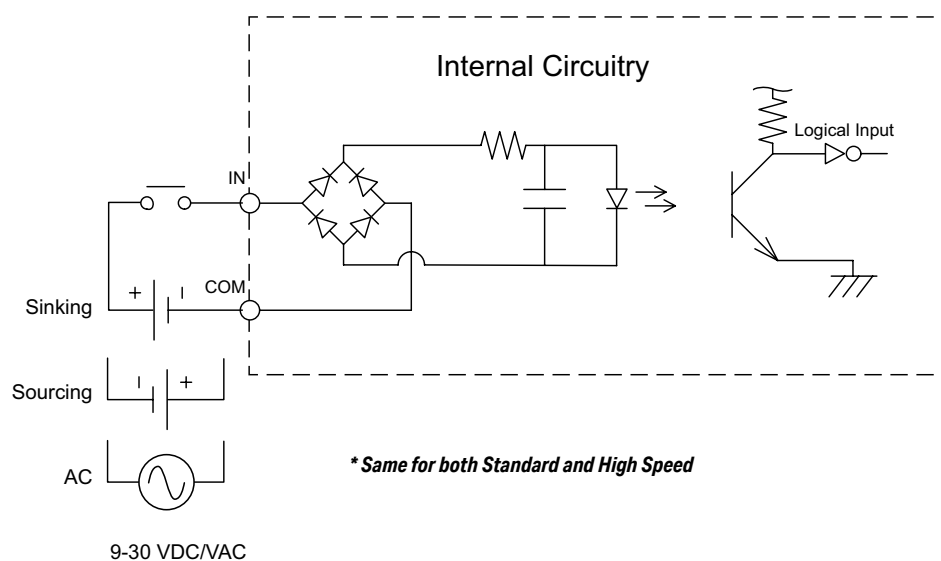 Internal Circuitry
Logical Input
IN
COM
+ –
Sinking
– +
Sourcing
AC
* Same for both Standard and High Speed
9-30 VDC/VAC